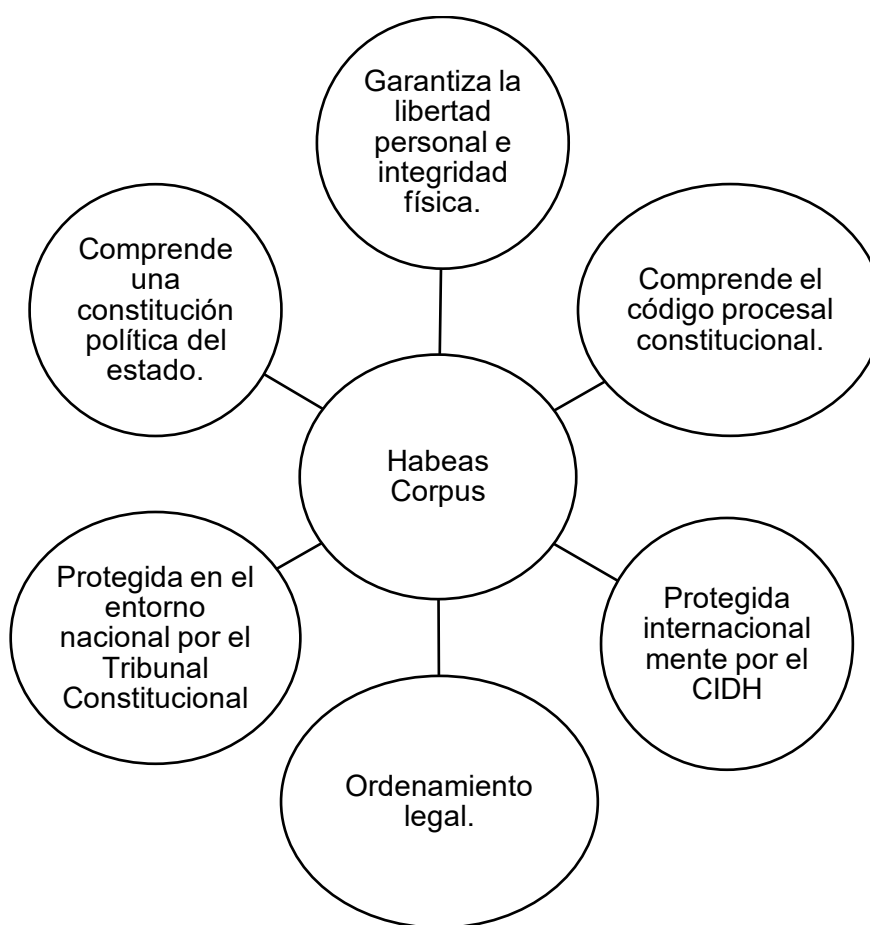 Garantiza la
libertad
personal e
integridad
física.
Comprende
una
constitución
política del
estado.
Comprende el
código procesal
constitucional.
Habeas
Corpus
Protegida en el
entorno
nacional por el
Tribunal
Constitucional
Protegida
internacional
mente por el
CIDH
Ordenamiento
legal.